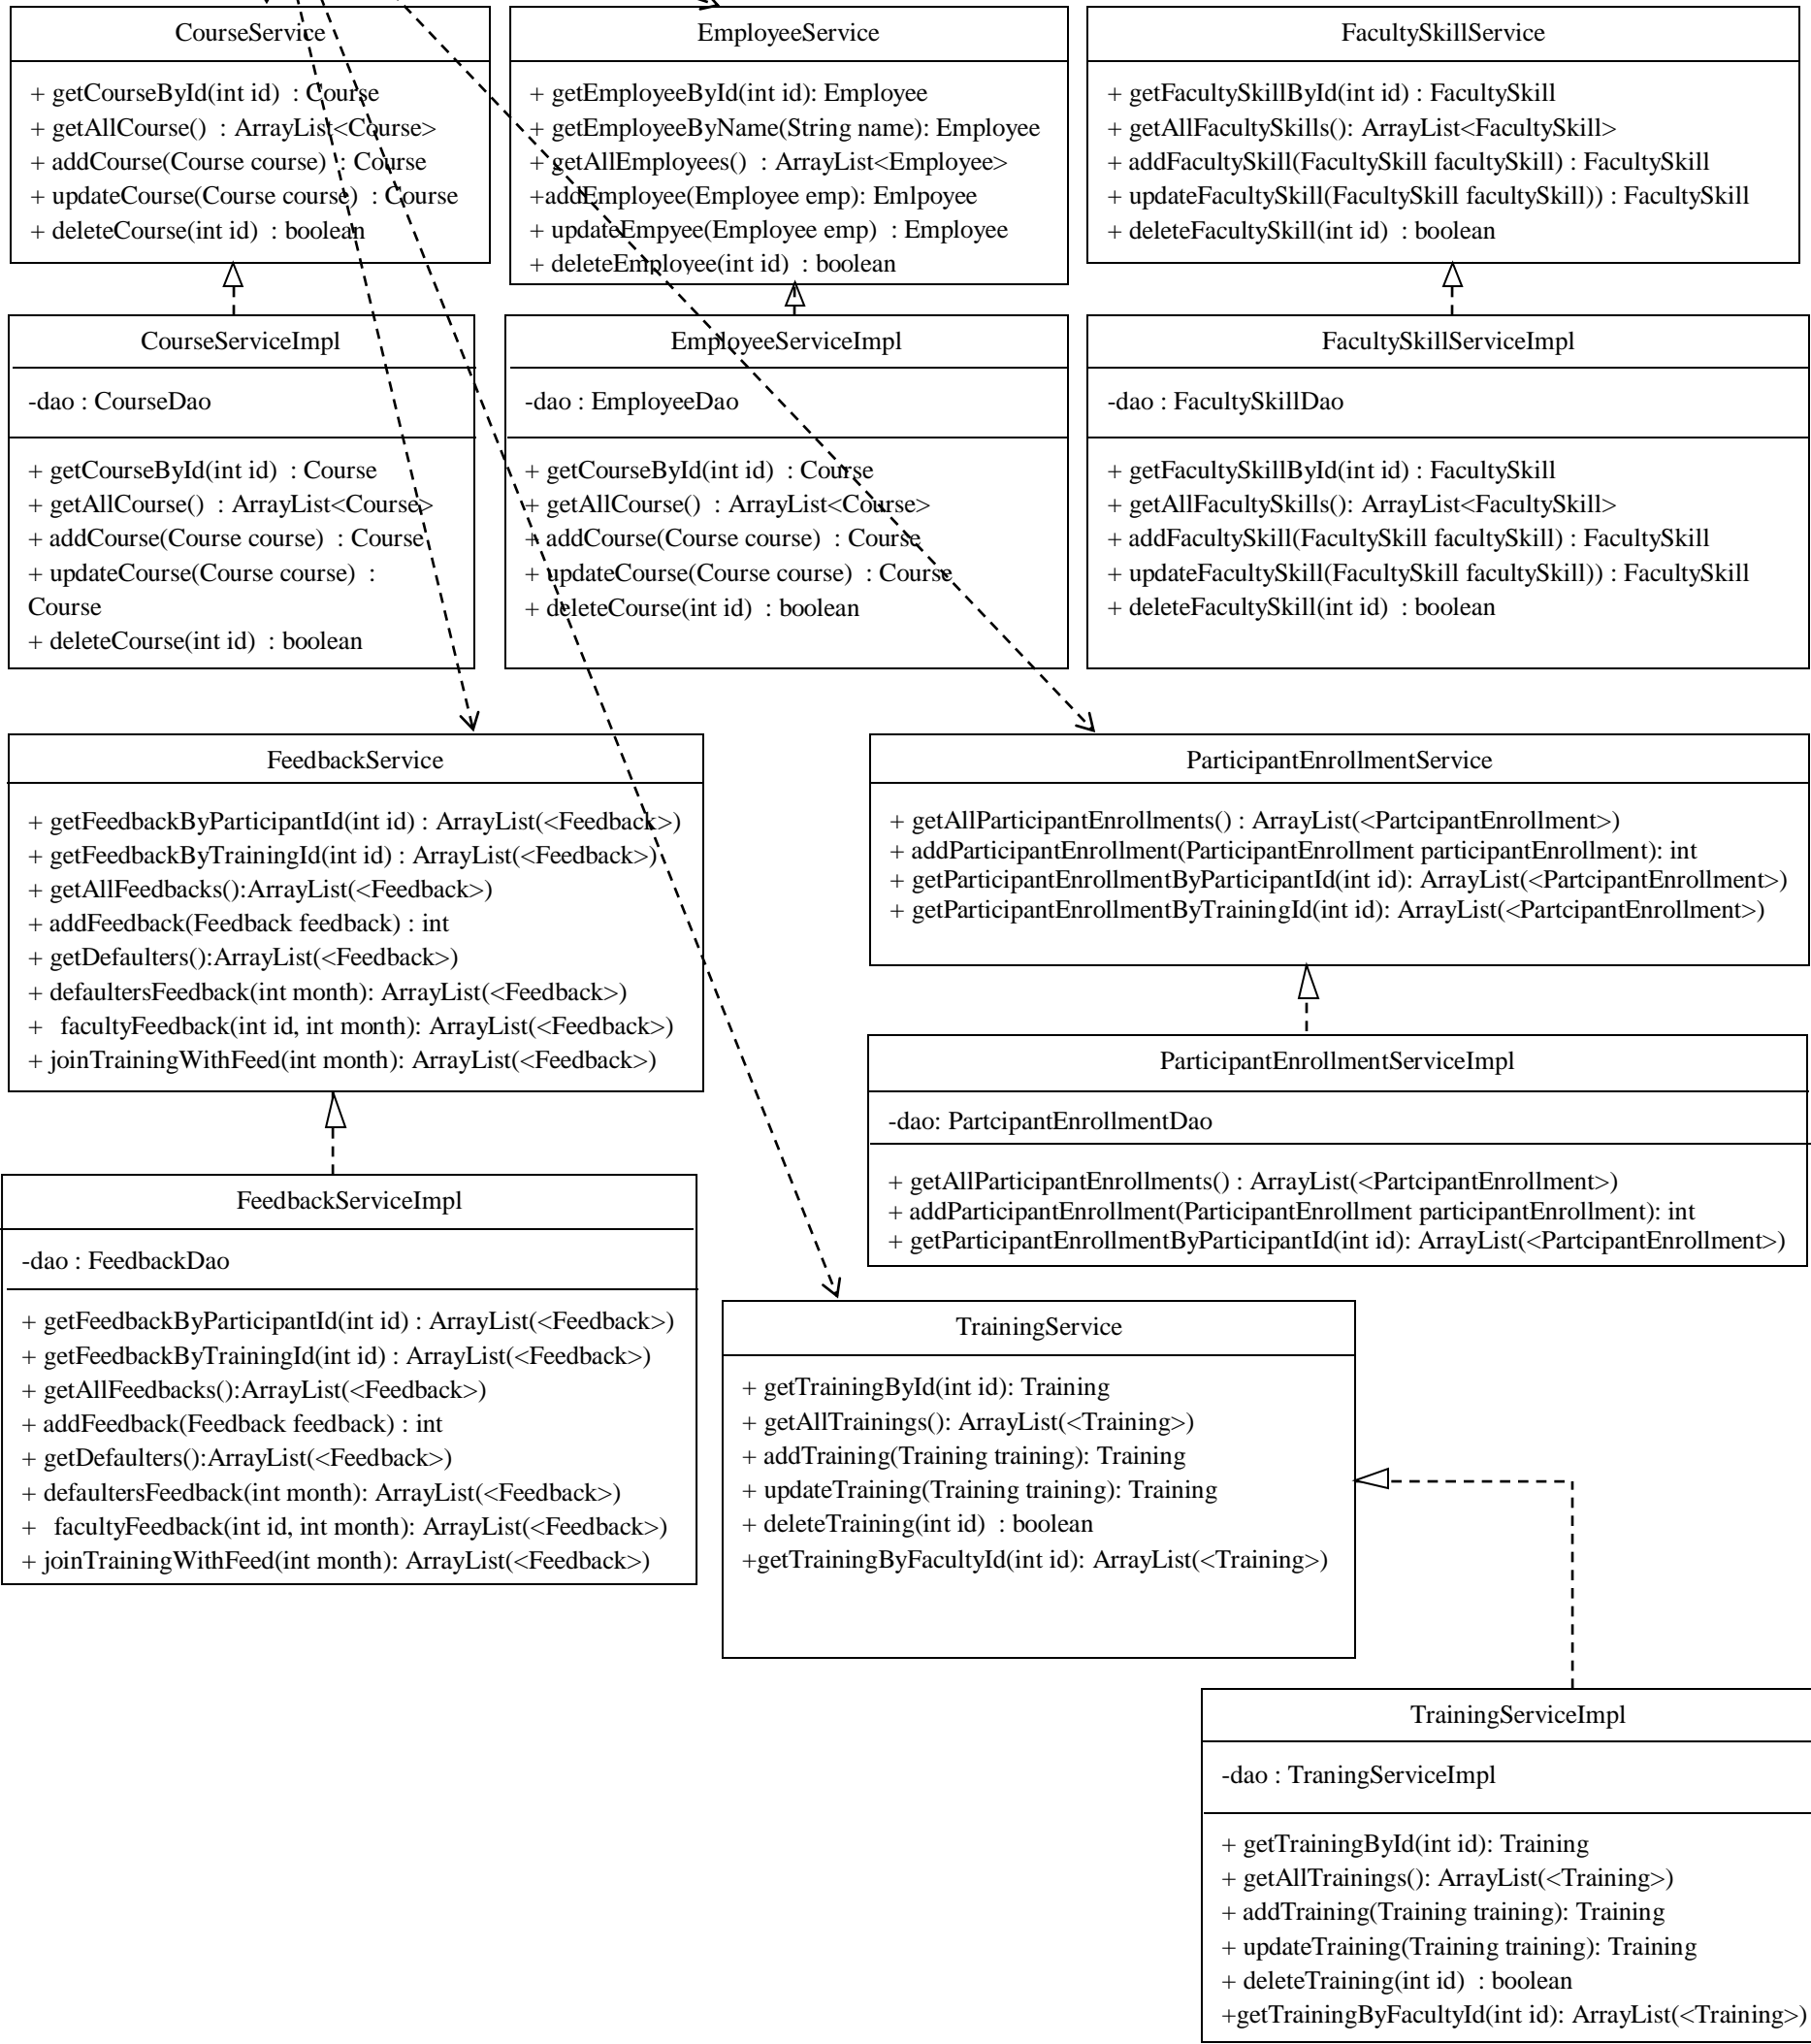 CourseService
+ getCourseById(int id)  : Course
+ getAllCourse()  : ArrayList<Course>
+ addCourse(Course course)  : Course
+ updateCourse(Course course)  : Course
+ deleteCourse(int id)  : boolean
EmployeeService
+ getEmployeeById(int id): Employee
+ getEmployeeByName(String name): Employee
+ getAllEmployees()  : ArrayList<Employee>
+addEmployee(Employee emp): Emlpoyee
+ updateEmpyee(Employee emp)  : Employee
+ deleteEmployee(int id)  : boolean
FacultySkillService
+ getFacultySkillById(int id) : FacultySkill
+ getAllFacultySkills(): ArrayList<FacultySkill>
+ addFacultySkill(FacultySkill facultySkill) : FacultySkill
+ updateFacultySkill(FacultySkill facultySkill)) : FacultySkill
+ deleteFacultySkill(int id)  : boolean
CourseServiceImpl
-dao : CourseDao
+ getCourseById(int id)  : Course
+ getAllCourse()  : ArrayList<Course>
+ addCourse(Course course)  : Course
+ updateCourse(Course course)  :
Course
+ deleteCourse(int id)  : boolean
EmployeeServiceImpl
-dao : EmployeeDao
+ getCourseById(int id)  : Course
+ getAllCourse()  : ArrayList<Course>
+ addCourse(Course course)  : Course
+ updateCourse(Course course)  : Course
+ deleteCourse(int id)  : boolean
FacultySkillServiceImpl
-dao : FacultySkillDao
+ getFacultySkillById(int id) : FacultySkill
+ getAllFacultySkills(): ArrayList<FacultySkill>
+ addFacultySkill(FacultySkill facultySkill) : FacultySkill
+ updateFacultySkill(FacultySkill facultySkill)) : FacultySkill
+ deleteFacultySkill(int id)  : boolean
FeedbackService
+ getFeedbackByParticipantId(int id) : ArrayList(<Feedback>)
+ getFeedbackByTrainingId(int id) : ArrayList(<Feedback>)
+ getAllFeedbacks():ArrayList(<Feedback>)
+ addFeedback(Feedback feedback) : int
+ getDefaulters():ArrayList(<Feedback>)
+ defaultersFeedback(int month): ArrayList(<Feedback>)
+  facultyFeedback(int id, int month): ArrayList(<Feedback>)
+ joinTrainingWithFeed(int month): ArrayList(<Feedback>)
ParticipantEnrollmentService
+ getAllParticipantEnrollments() : ArrayList(<PartcipantEnrollment>)
+ addParticipantEnrollment(ParticipantEnrollment participantEnrollment): int
+ getParticipantEnrollmentByParticipantId(int id): ArrayList(<PartcipantEnrollment>)
+ getParticipantEnrollmentByTrainingId(int id): ArrayList(<PartcipantEnrollment>)
ParticipantEnrollmentServiceImpl
-dao: PartcipantEnrollmentDao
+ getAllParticipantEnrollments() : ArrayList(<PartcipantEnrollment>)
+ addParticipantEnrollment(ParticipantEnrollment participantEnrollment): int
+ getParticipantEnrollmentByParticipantId(int id): ArrayList(<PartcipantEnrollment>)
FeedbackServiceImpl
-dao : FeedbackDao
+ getFeedbackByParticipantId(int id) : ArrayList(<Feedback>)
+ getFeedbackByTrainingId(int id) : ArrayList(<Feedback>)
+ getAllFeedbacks():ArrayList(<Feedback>)
+ addFeedback(Feedback feedback) : int
+ getDefaulters():ArrayList(<Feedback>)
+ defaultersFeedback(int month): ArrayList(<Feedback>)
+  facultyFeedback(int id, int month): ArrayList(<Feedback>)
+ joinTrainingWithFeed(int month): ArrayList(<Feedback>)
TrainingService
+ getTrainingById(int id): Training
+ getAllTrainings(): ArrayList(<Training>)
+ addTraining(Training training): Training
+ updateTraining(Training training): Training
+ deleteTraining(int id)  : boolean
+getTrainingByFacultyId(int id): ArrayList(<Training>)
TrainingServiceImpl
-dao : TraningServiceImpl
+ getTrainingById(int id): Training
+ getAllTrainings(): ArrayList(<Training>)
+ addTraining(Training training): Training
+ updateTraining(Training training): Training
+ deleteTraining(int id)  : boolean
+getTrainingByFacultyId(int id): ArrayList(<Training>)